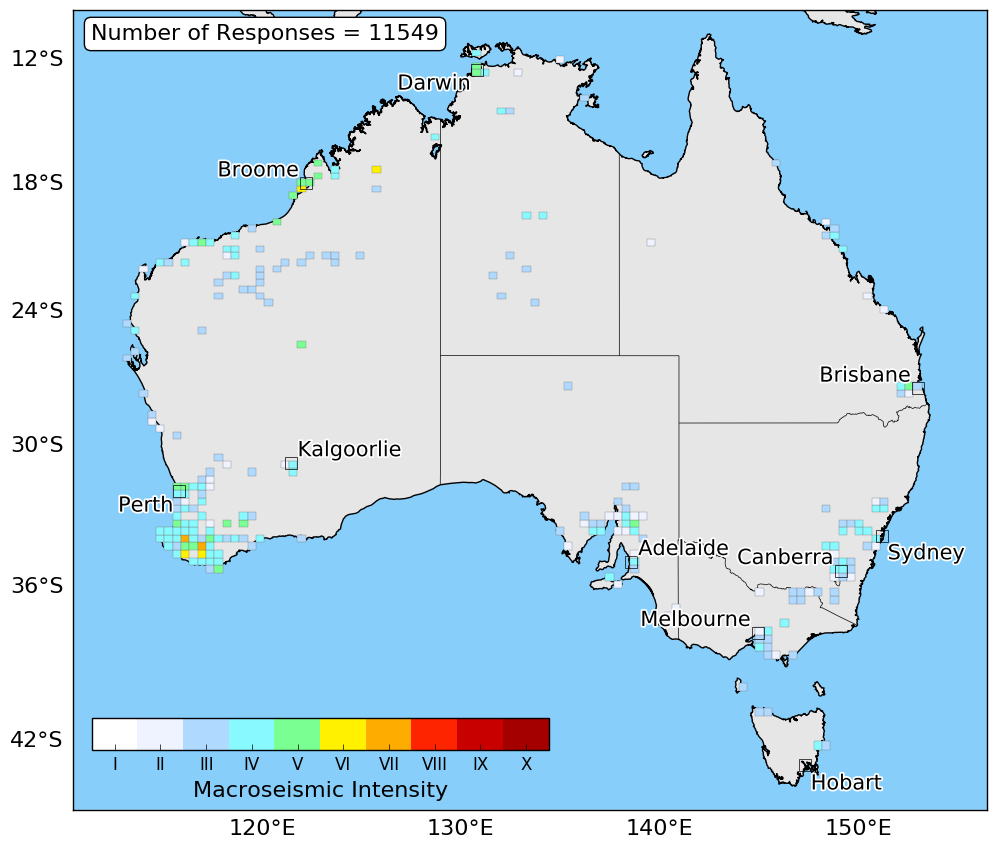 Number of Responses = 11549
12°S
Darwin
Broome
18°S
24°S
Brisbane
30°S
Kalgoorlie
Perth
Adelaide
Canberra
Sydney
36°S
Melbourne
42°S
I II III IV V VI VII VIII IX X
Macroseismic Intensity
Hobart
120°E 130°E 140°E 150°E